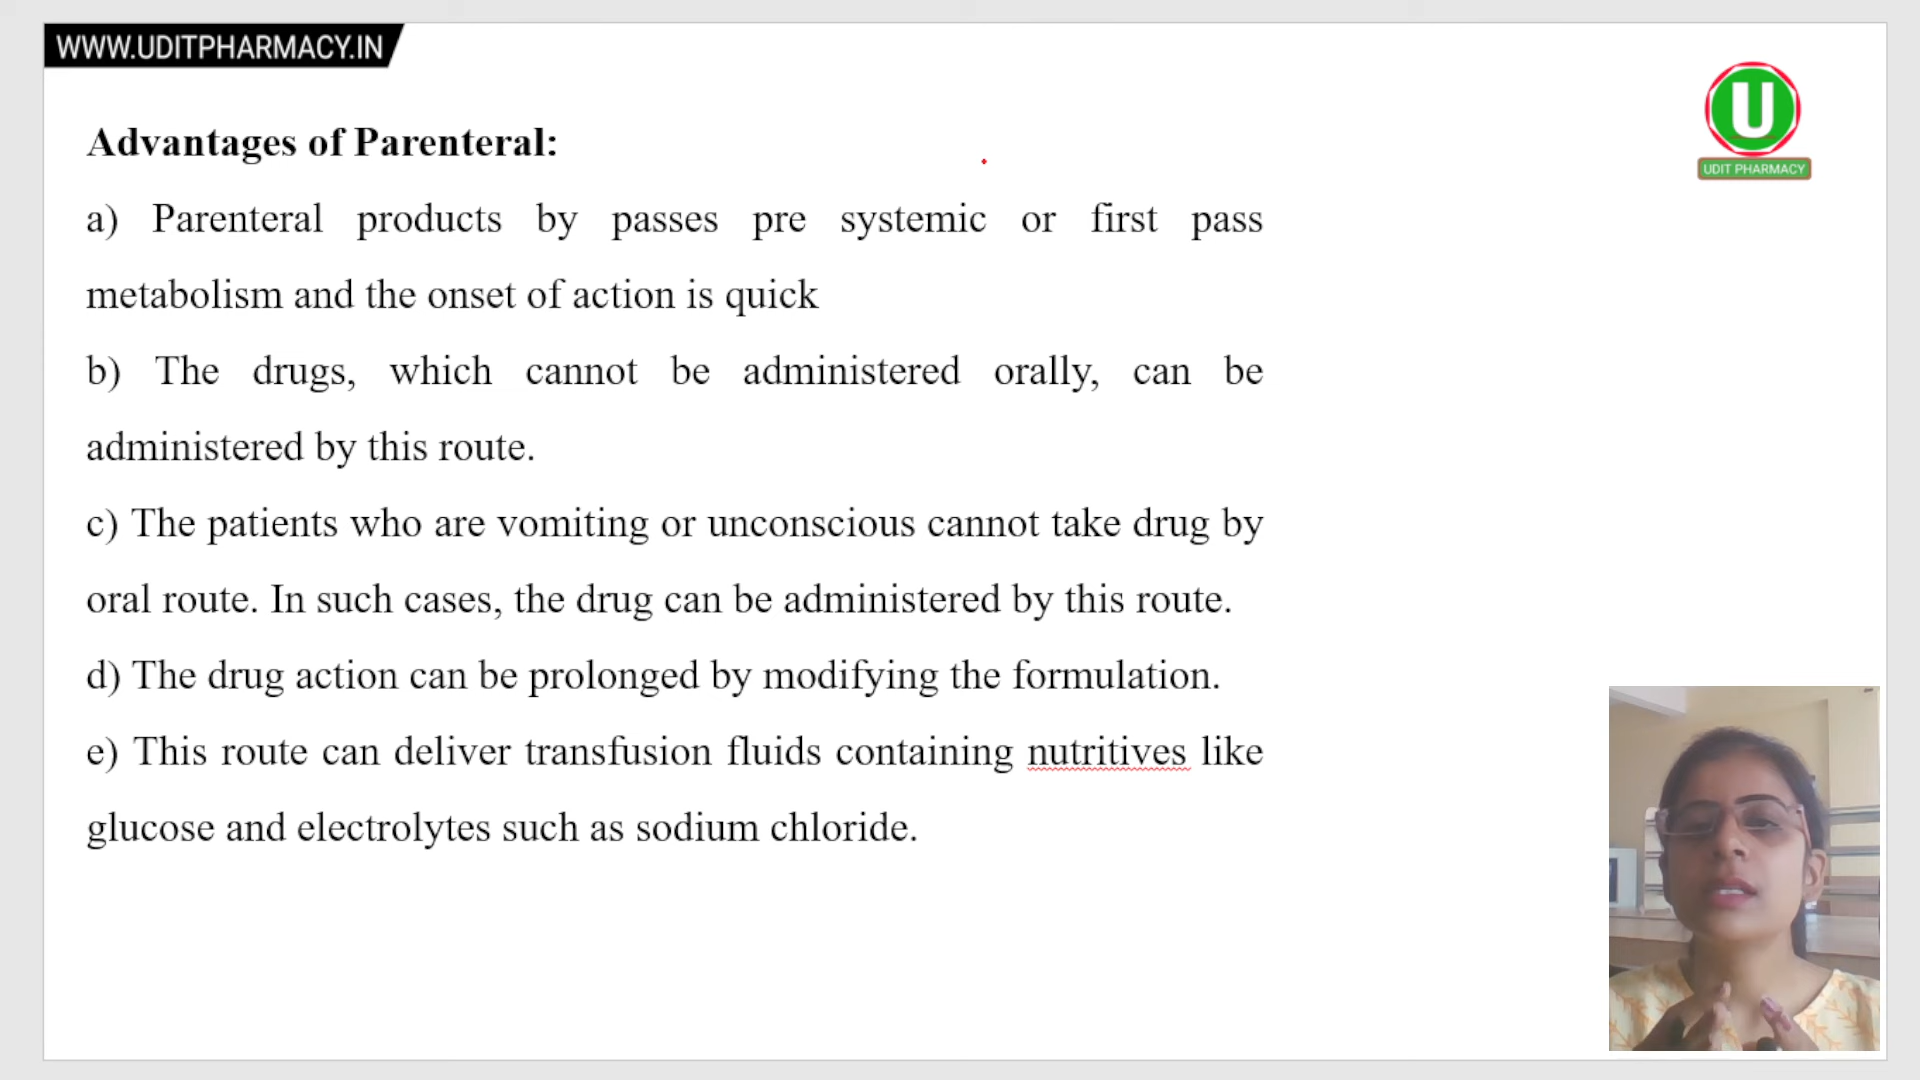 WWW.UDITPHARMACY.IN
U
UDIT PHARMACY
Advantages of Parenteral:
a) Parenteral products by passes pre systemic or first pass
metabolism and the onset of action is quick
b) The drugs, which cannot be administered orally, can be
administered by this route.
c) The patients who are vomiting or unconscious cannot take drug by
oral route. In such cases, the drug can be administered by this route.
d) The drug action can be prolonged by modifying the formulation.
e) This route can deliver transfusion fluids containing nutritives like
glucose and electrolytes such as sodium chloride.